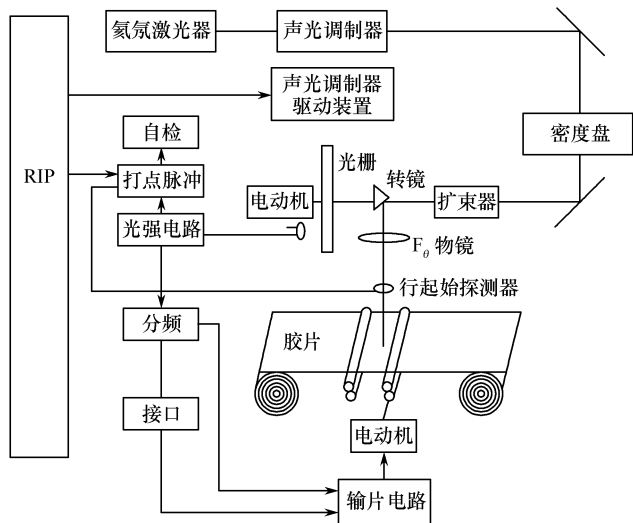 氦氖激光器
声光调制器
声光调制器
驱动装置
自检
密度盘
光栅
RIP
打点脉冲
转镜
电动机
扩束器
光强电路
Fθ物镜
行起始探测器
分频
胶片
接口
电动机
输片电路